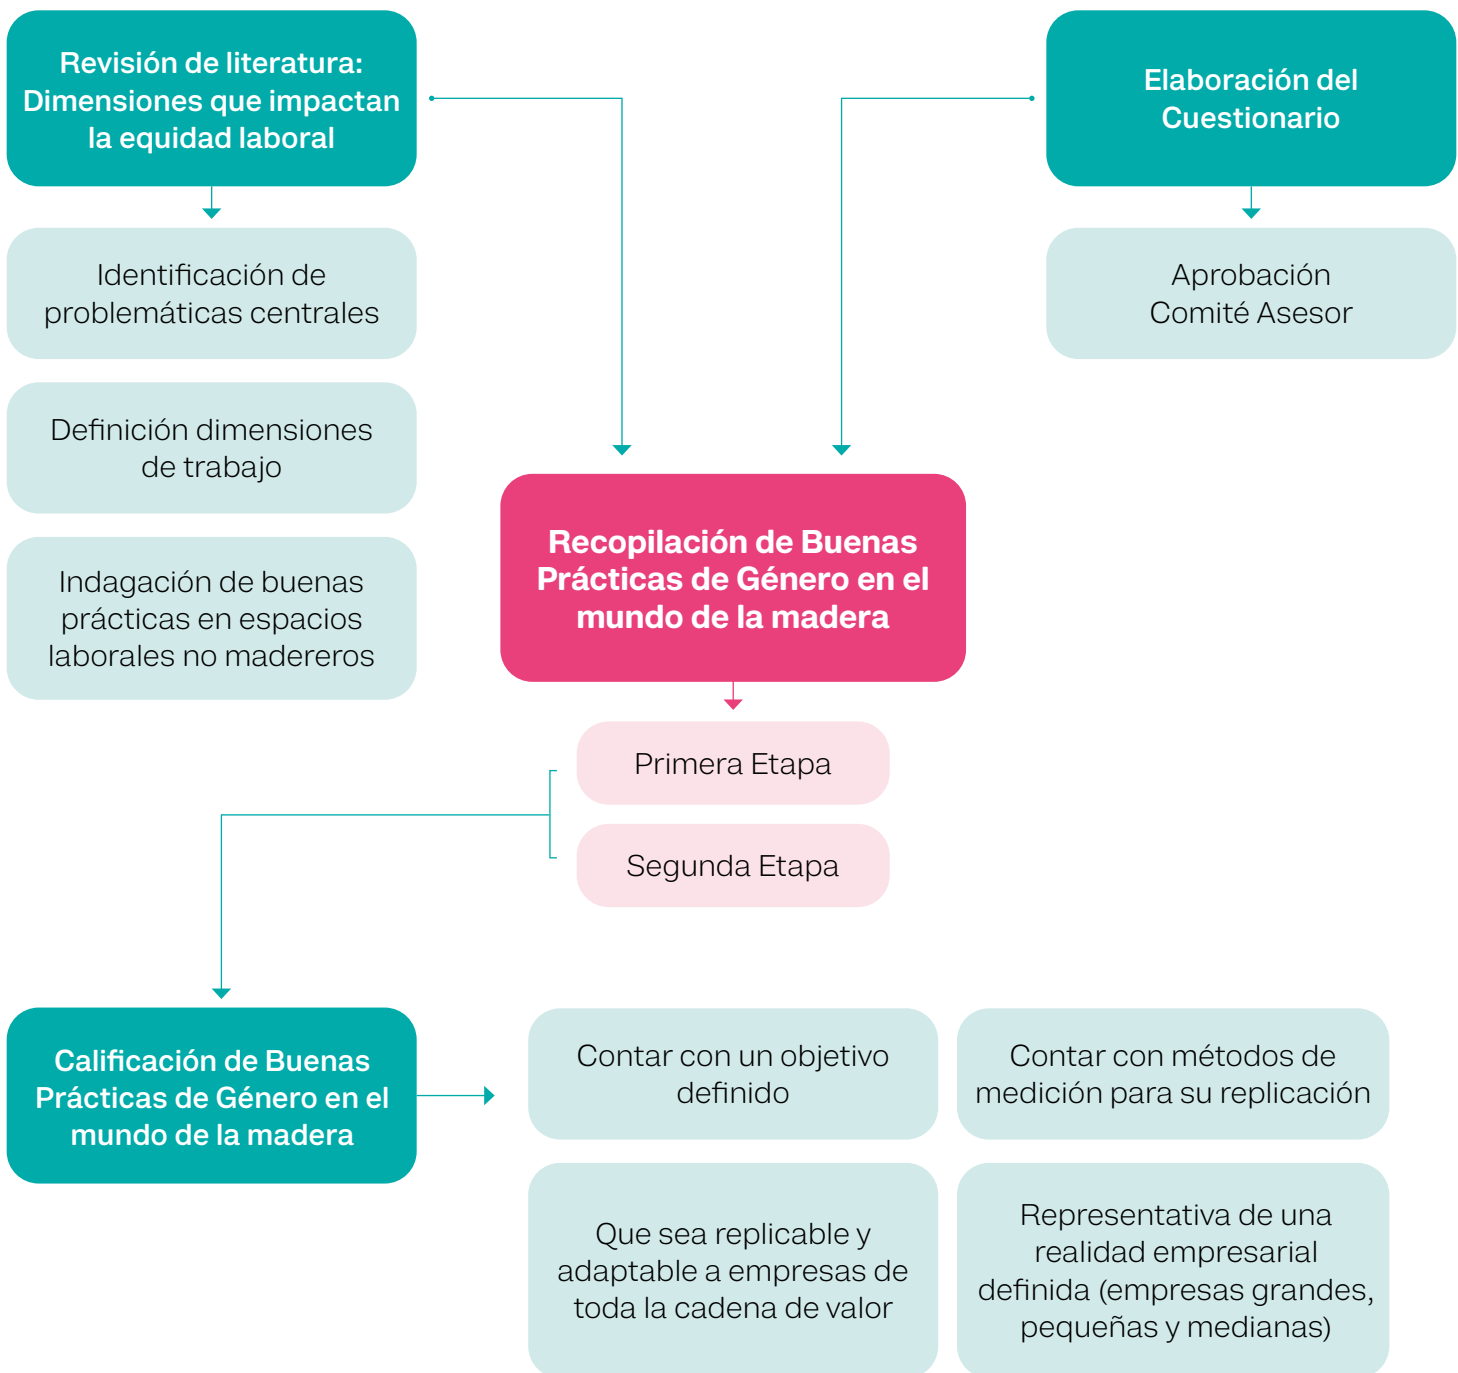 Revisión de literatura:
Dimensiones que impactan
la equidad laboral
Identificación de
problemáticas centrales
Definición dimensiones
de trabajo
Indagación de buenas
prácticas en espacios
laborales no madereros
Elaboración del
Cuestionario
Aprobación
Comité Asesor
Recopilación de Buenas
Prácticas de Género en el
mundo de la madera
Primera Etapa
Segunda Etapa
Calificación de Buenas
Prácticas de Género en el
mundo de la madera
Contar con un objetivo
definido
Contar con métodos de
medición para su replicación
Que sea replicable y
adaptable a empresas de
toda la cadena de valor
Representativa de una
realidad empresarial
definida (empresas grandes,
pequeñas y medianas)